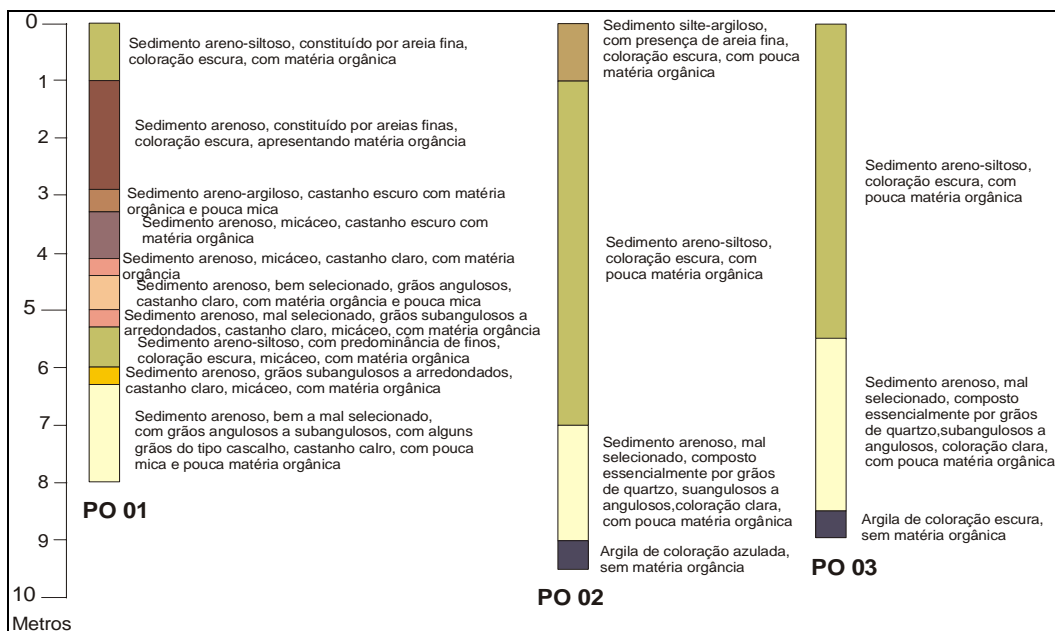 0
1
2
3
4
5
6
7
8
9
10
Metros
Sedimento areno-siltoso, constituído por areia fina,
coloração escura, com matéria orgânica
Sedimento arenoso, constituído por areias finas,
coloração escura, apresentando matéria orgância
Sedimento areno-argiloso, castanho escuro com matéria
orgânica e pouca mica
Sedimento arenoso, micáceo, castanho escuro com
matéria orgânica
Sedimento arenoso, micáceo, castanho claro, com matéria
orgância
Sedimento arenoso, bem selecionado, grãos angulosos,
castanho claro, com matéria orgância e pouca mica
Sedimento arenoso, mal selecionado, grãos subangulosos a
arredondados, castanho claro, micáceo, com matéria orgância
Sedimento areno-siltoso, com predominância de finos,
coloração escura, micáceo, com matéria orgânica
Sedimento arenoso, grãos subangulosos a arredondados,
castanho claro, micáceo, com matéria orgânica
Sedimento arenoso, bem a mal selecionado,
com grãos angulosos a subangulosos, com alguns
grãos do tipo cascalho, castanho calro, com pouca
mica e pouca matéria orgânica
PO 01
Sedimento silte-argiloso,
com presença de areia fina,
coloração escura, com pouca
matéria orgânica
Sedimento areno-siltoso,
coloração escura, com
pouca matéria orgânica
Sedimento arenoso, mal
selecionado, composto
essencialmente por grãos
de quartzo, suangulosos a
angulosos,coloração clara,
com pouca matéria orgânica
Argila de coloração azulada,
sem matéria orgância
PO 02
Sedimento areno-siltoso,
coloração escura, com
pouca matéria orgânica
Sedimento arenoso, mal
selecionado, composto
essencialmente por grãos
de quartzo,subangulosos a
angulosos, coloração clara,
com pouca matéria orgânica
Argila de coloração escura,
sem matéria orgânica
PO 03